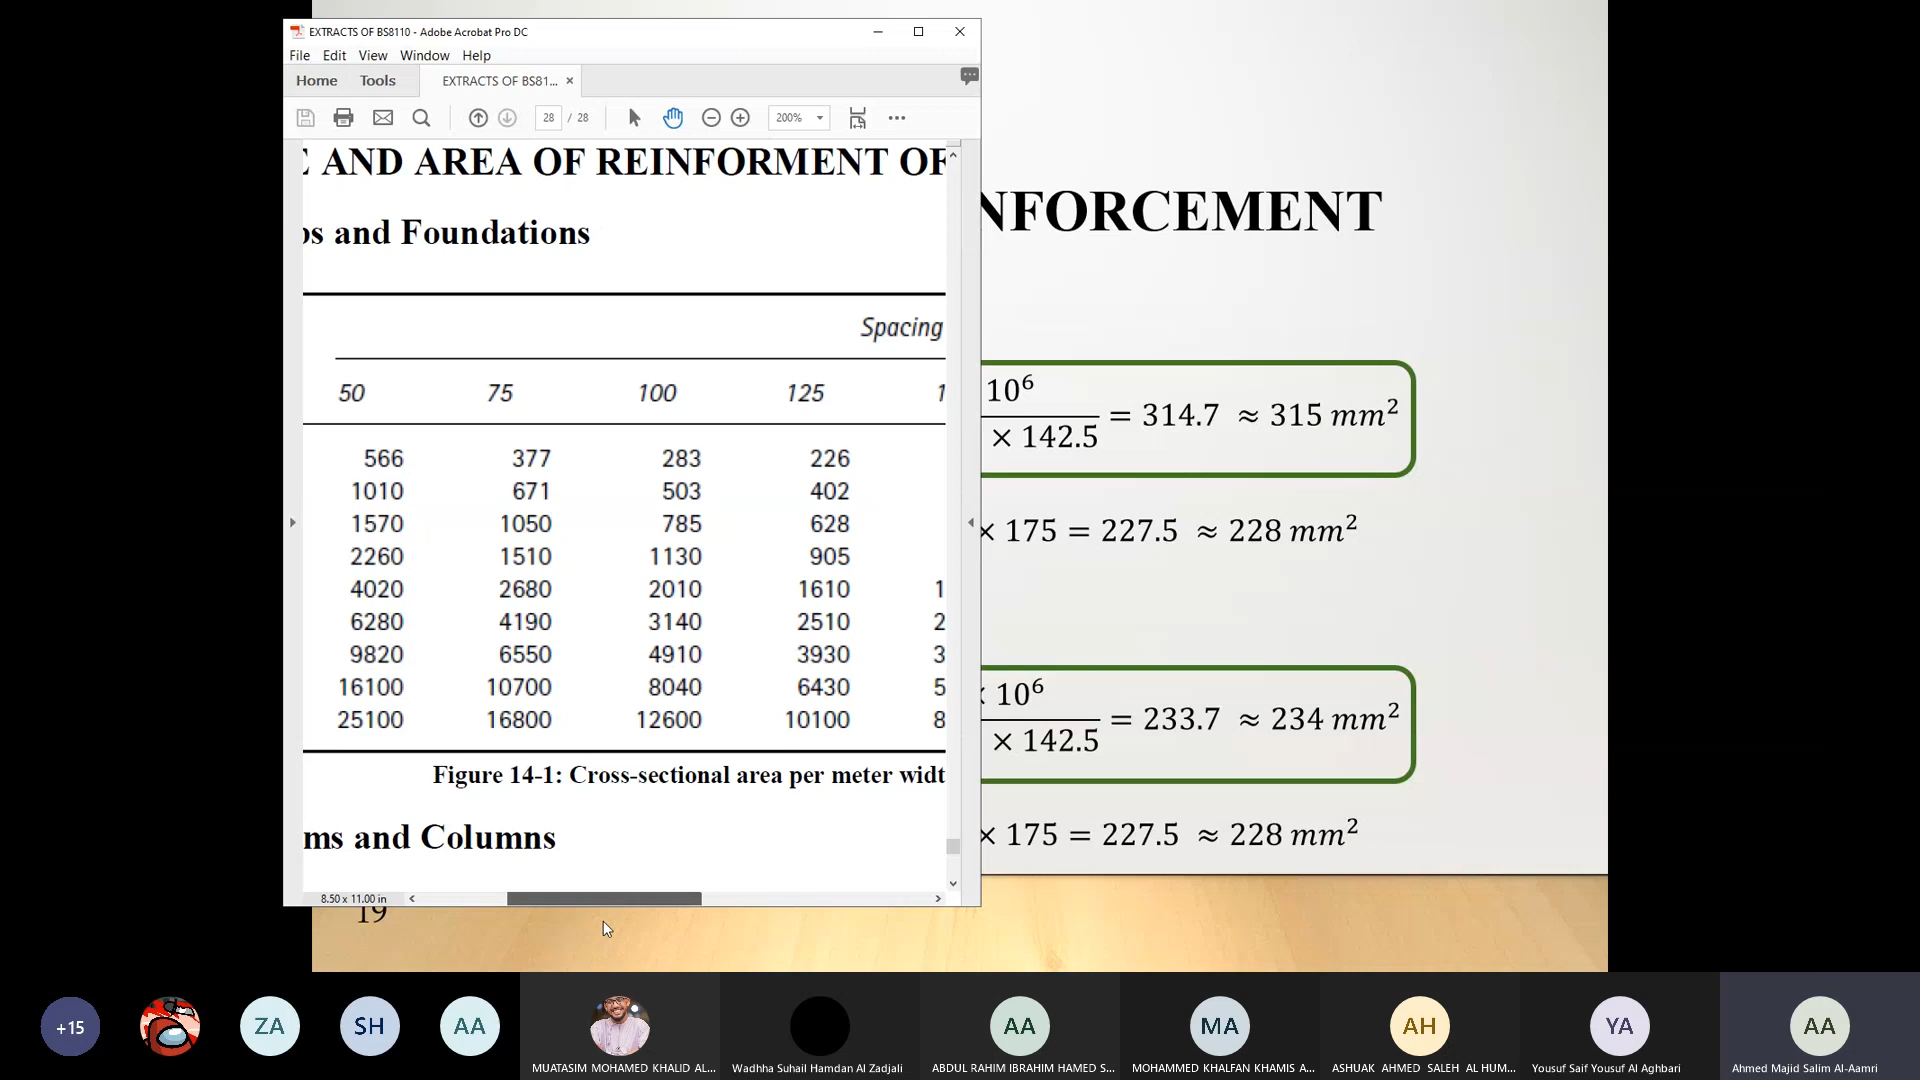 EXTRACTS OF BS8110 - Adobe Acrobat Pro DC
File Edit View Window Help
Home Tools EXTRACTS OF BS81... ×
28 / 28 200%
AND AREA OF REINFORMENT OF
s and Foundations
Spacing
50 75 100 125 1
566 377 283 226
1010 671 503 402
1570 1050 785 628
2260 1510 1130 905
4020 2680 2010 1610 1
6280 4190 3140 2510 2
9820 6550 4910 3930 3
16100 10700 8040 6430 5
25100 16800 12600 10100 8
Figure 14-1: Cross-sectional area per meter widt
ms and Columns
8.50 x 11.00 in
NFORCEMENT
10⁶
× 142.5 = 314.7 ≈ 315 mm²
× 175 = 227.5 ≈ 228 mm²
× 10⁶
× 142.5 = 233.7 ≈ 234 mm²
× 175 = 227.5 ≈ 228 mm²
19
+15 ZA SH AA AA MA AH YA AA
MUATASIM MOHAMED KHALID AL...
Wadhha Suhail Hamdan Al Zadjali
ABDUL RAHIM IBRAHIM HAMED S...
MOHAMMED KHALFAN KHAMIS A...
ASHUAK AHMED SALEH AL HUM...
Yousuf Saif Yousuf Al Aghbari
Ahmed Majid Salim Al-Aamri